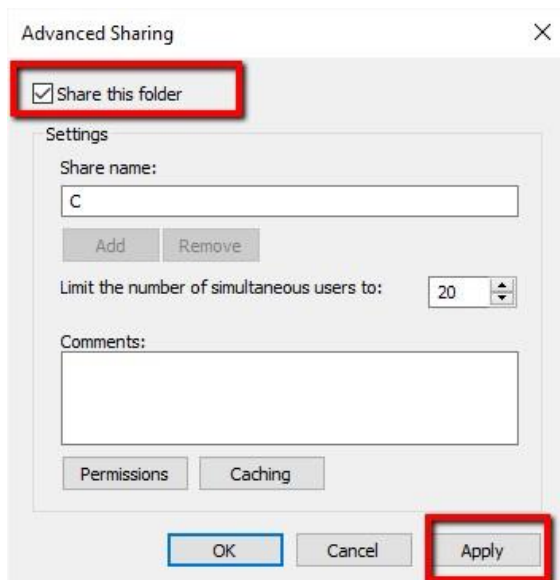 Advanced Sharing
Share this folder
Settings
Share name:
C
Add Remove
Limit the number of simultaneous users to: 20
Comments:
Permissions Caching
OK Cancel Apply